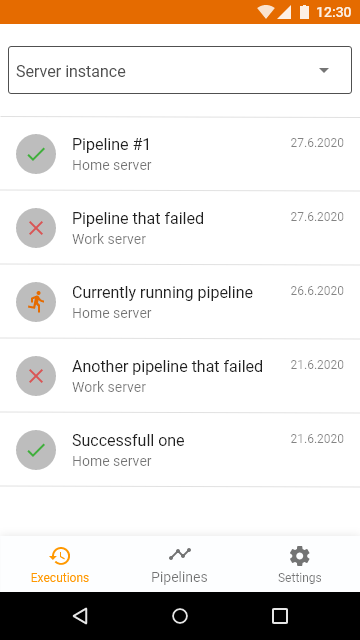 12:30
Server instance
Pipeline #1
27.6.2020
Home server
Pipeline that failed
27.6.2020
Work server
Currently running pipeline
26.6.2020
Home server
Another pipeline that failed
21.6.2020
Work server
Successfull one
21.6.2020
Home server
Executions
Pipelines
Settings